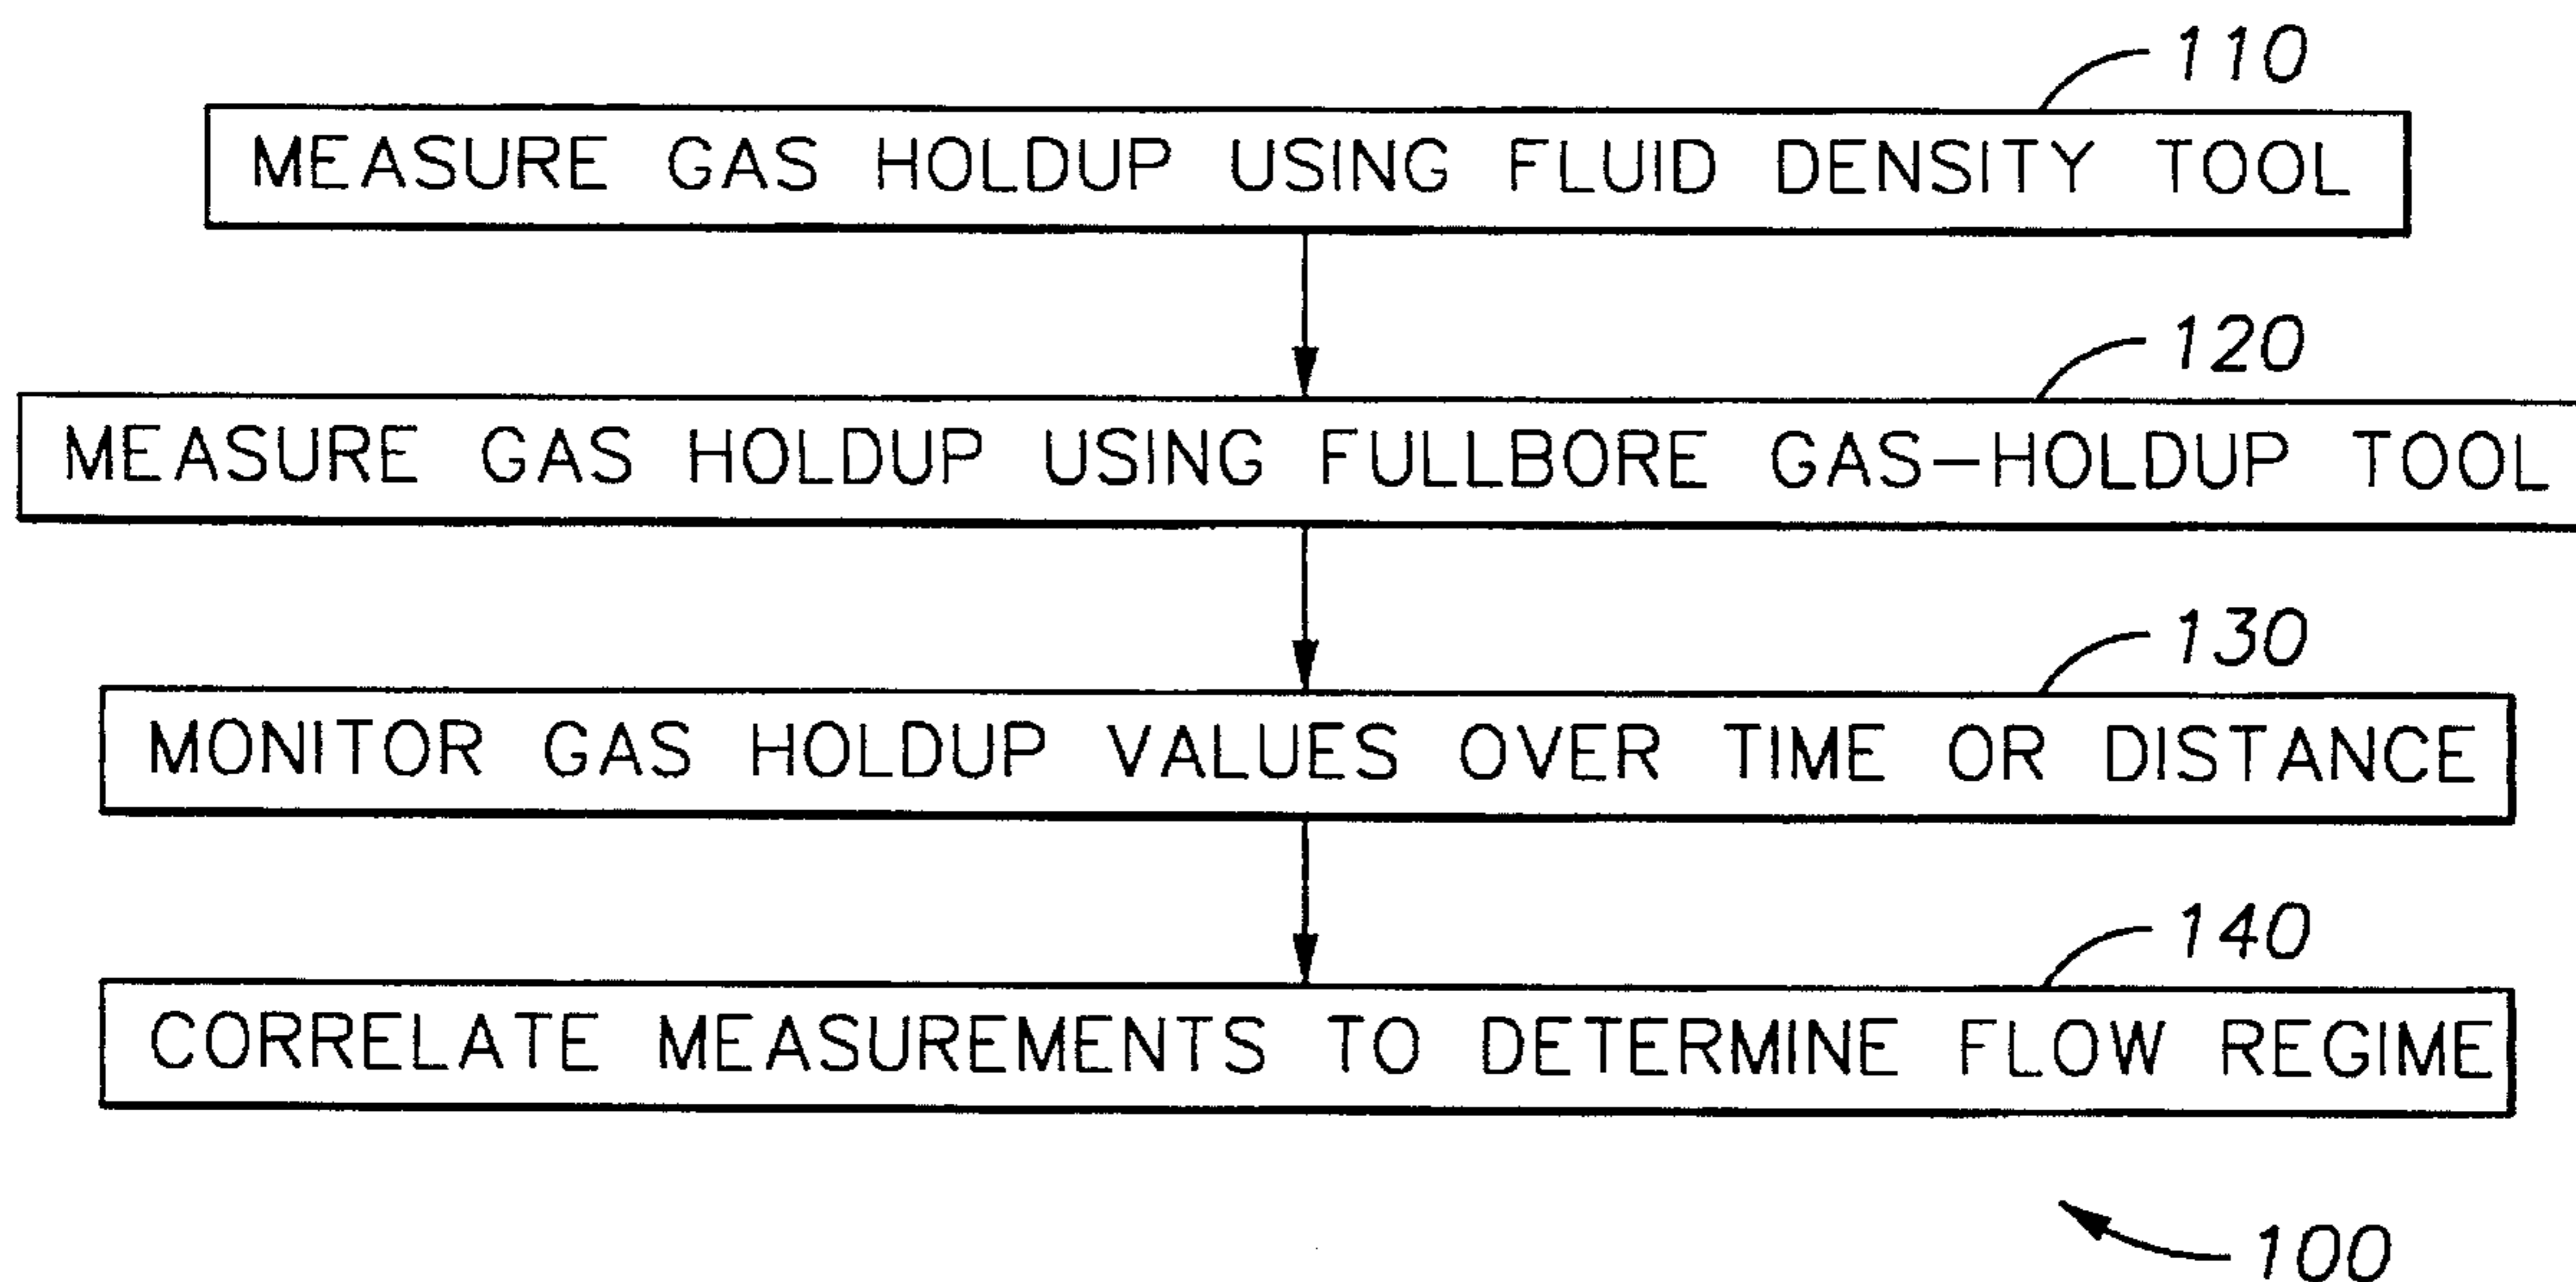 110
MEASURE GAS HOLDUP USING FLUID DENSITY TOOL
120
MEASURE GAS HOLDUP USING FULLBORE GAS-HOLDUP TOOL
130
MONITOR GAS HOLDUP VALUES OVER TIME OR DISTANCE
140
CORRELATE MEASUREMENTS TO DETERMINE FLOW REGIME
100